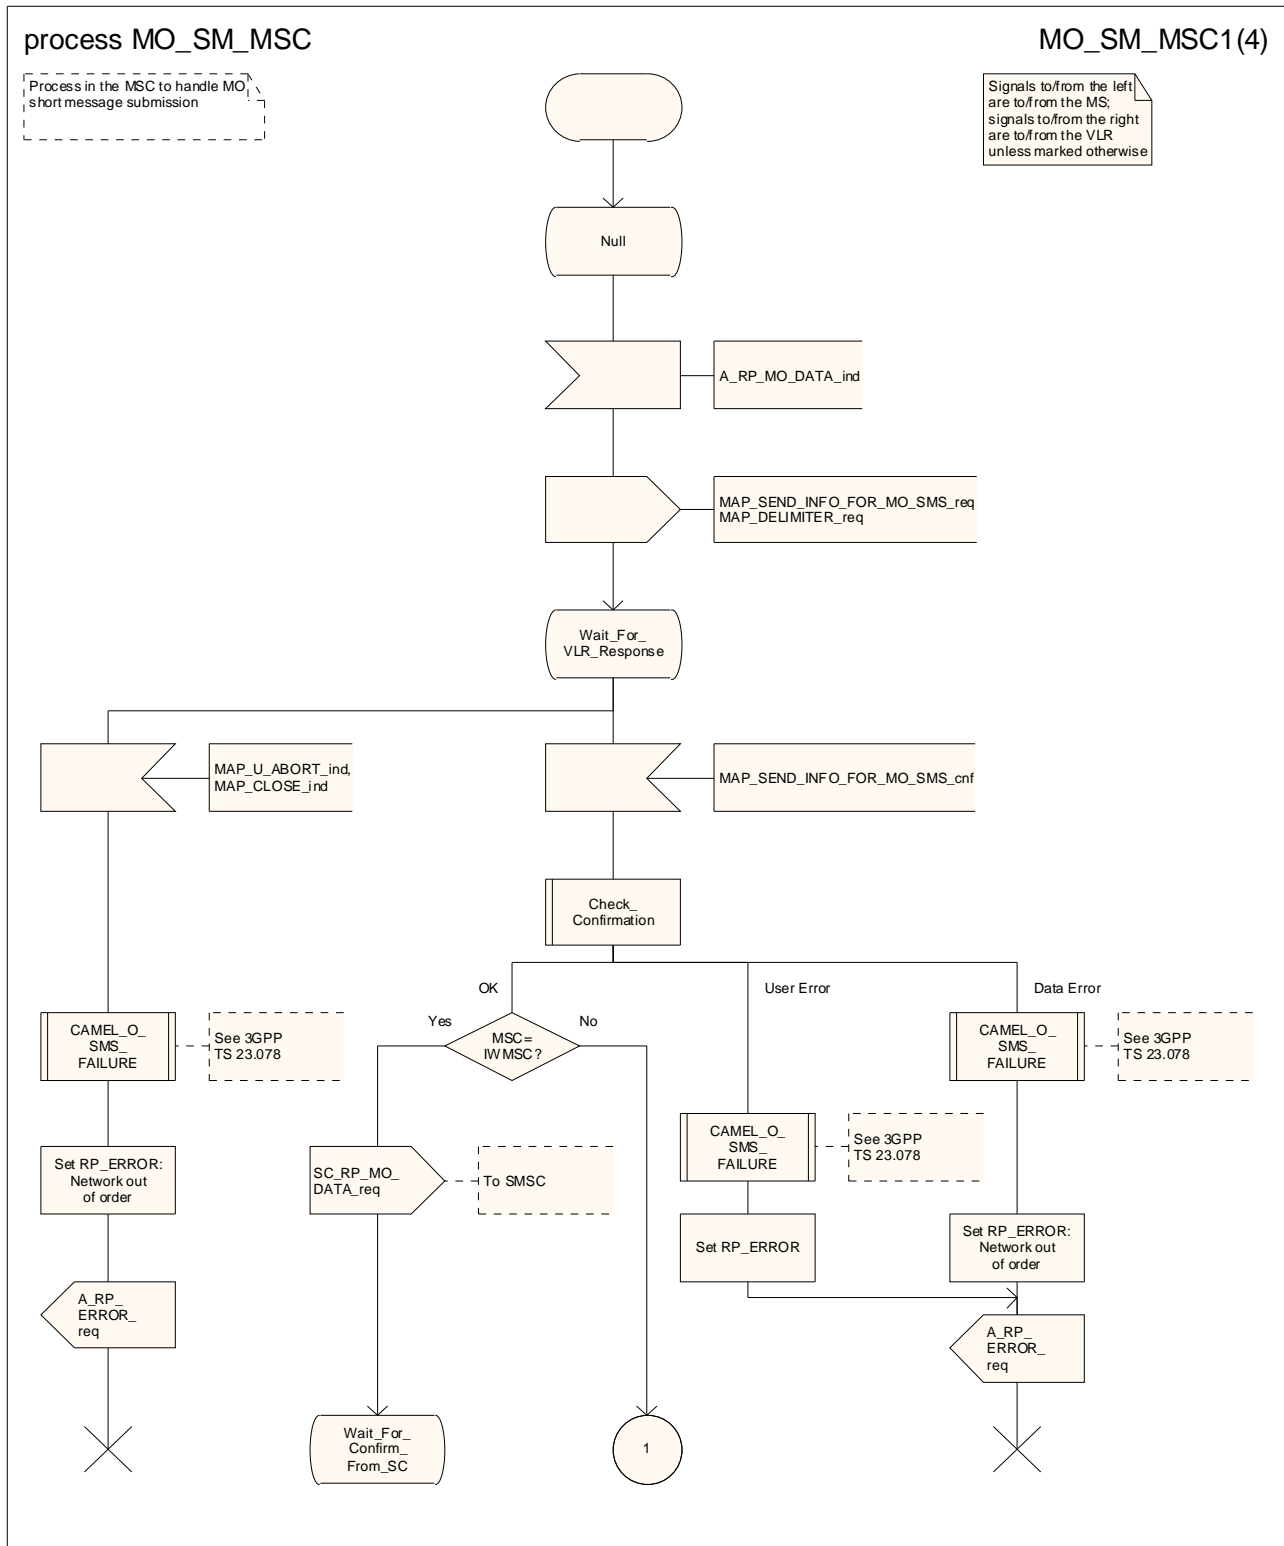 process MO_SM_MSC
MO_SM_MSC1(4)
Process in the MSC to handle MO
short message submission
Signals to/from the left
are to/from the MS;
signals to/from the right
are to/from the VLR
unless marked otherwise
Null
A_RP_MO_DATA_ind
MAP_SEND_INFO_FOR_MO_SMS_req
MAP_DELIMITER_req
Wait_For_
VLR_Response
MAP_U_ABORT_ind,
MAP_CLOSE_ind
MAP_SEND_INFO_FOR_MO_SMS_cnf
Check_
Confirmation
OK
User Error
Data Error
Yes
No
CAMEL_O_
SMS_
FAILURE
See 3GPP
TS 23.078
MSC=
IWMSC?
CAMEL_O_
SMS_
FAILURE
See 3GPP
TS 23.078
CAMEL_O_
SMS_
FAILURE
See 3GPP
TS 23.078
Set RP_ERROR:
Network out
of order
SC_RP_MO_
DATA_req
To SMSC
Set RP_ERROR
Set RP_ERROR:
Network out
of order
A_RP_
ERROR_
req
A_RP_
ERROR_
req
Wait_For_
Confirm_
From_SC
1